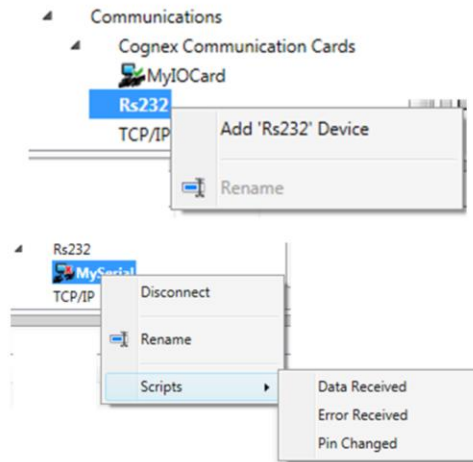 Communications
Cognex Communication Cards
MyIOCard
Rs232
TCP/IP
Add 'Rs232' Device
Rename
Rs232
MySerial
TCP/IP
Disconnect
Rename
Scripts
Data Received
Error Received
Pin Changed